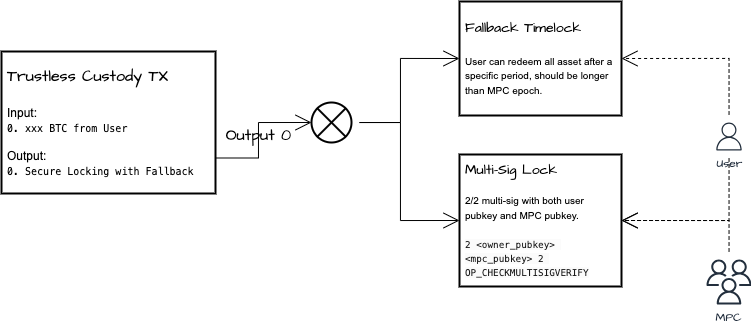 Trustless Custody TX
Input:
0. xxx BTC from User
Output:
0. Secure Locking with Fallback
Output 0
Fallback Timelock
User can redeem all asset after a
specific period, should be longer
than MPC epoch.
Multi-Sig Lock
2/2 multi-sig with both user
pubkey and MPC pubkey.
2 <owner_pubkey>
<mpc_pubkey> 2
OP_CHECKMULTISIGVERIFY
User
MPC